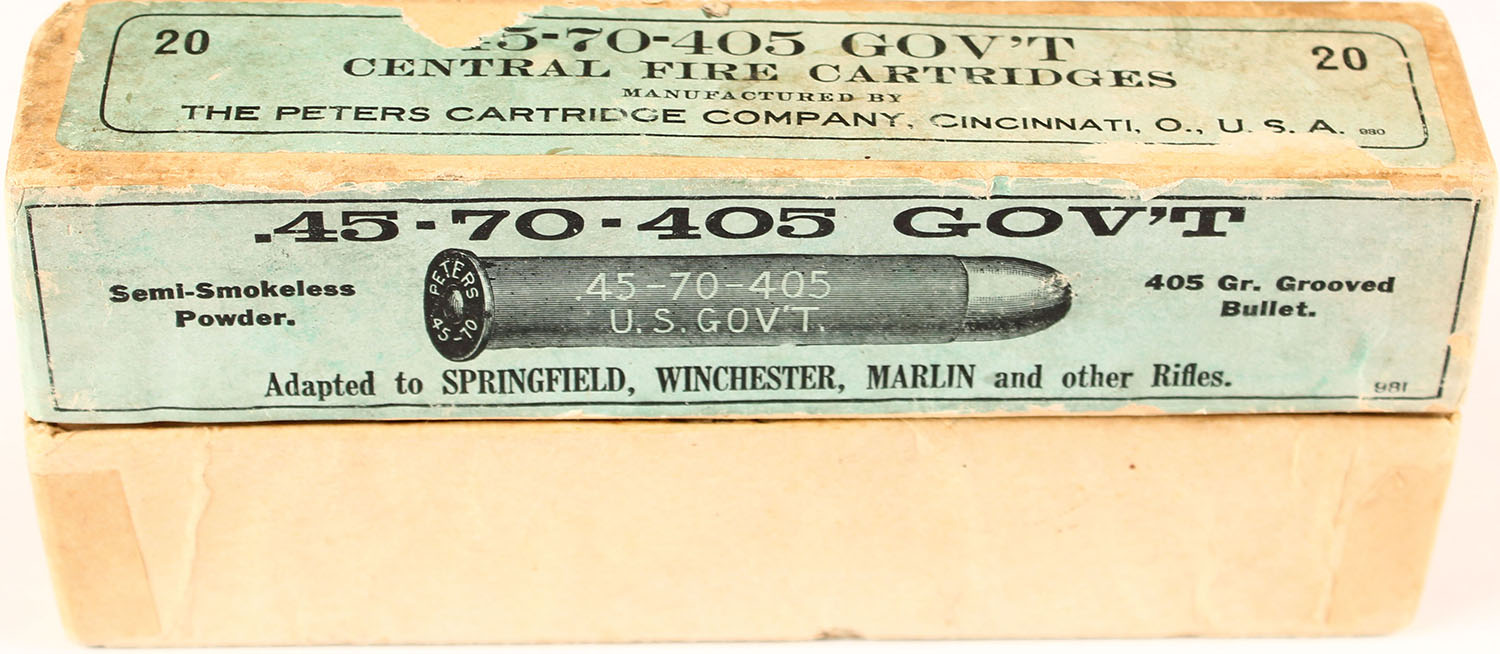 20
5-70-405 GOV'T
20
CENTRAL FIRE CARTRIDGES
MANUFACTURED BY
THE PETERS CARTRIDGE COMPANY, CINCINNATI, O., U. S. A.
980
.45-70-405 GOV'T
Semi-Smokeless
Powder.
PETERS
45-70
.45-70-405
U.S. GOV'T.
405 Gr. Grooved
Bullet.
Adapted to SPRINGFIELD, WINCHESTER, MARLIN and other Rifles.
981